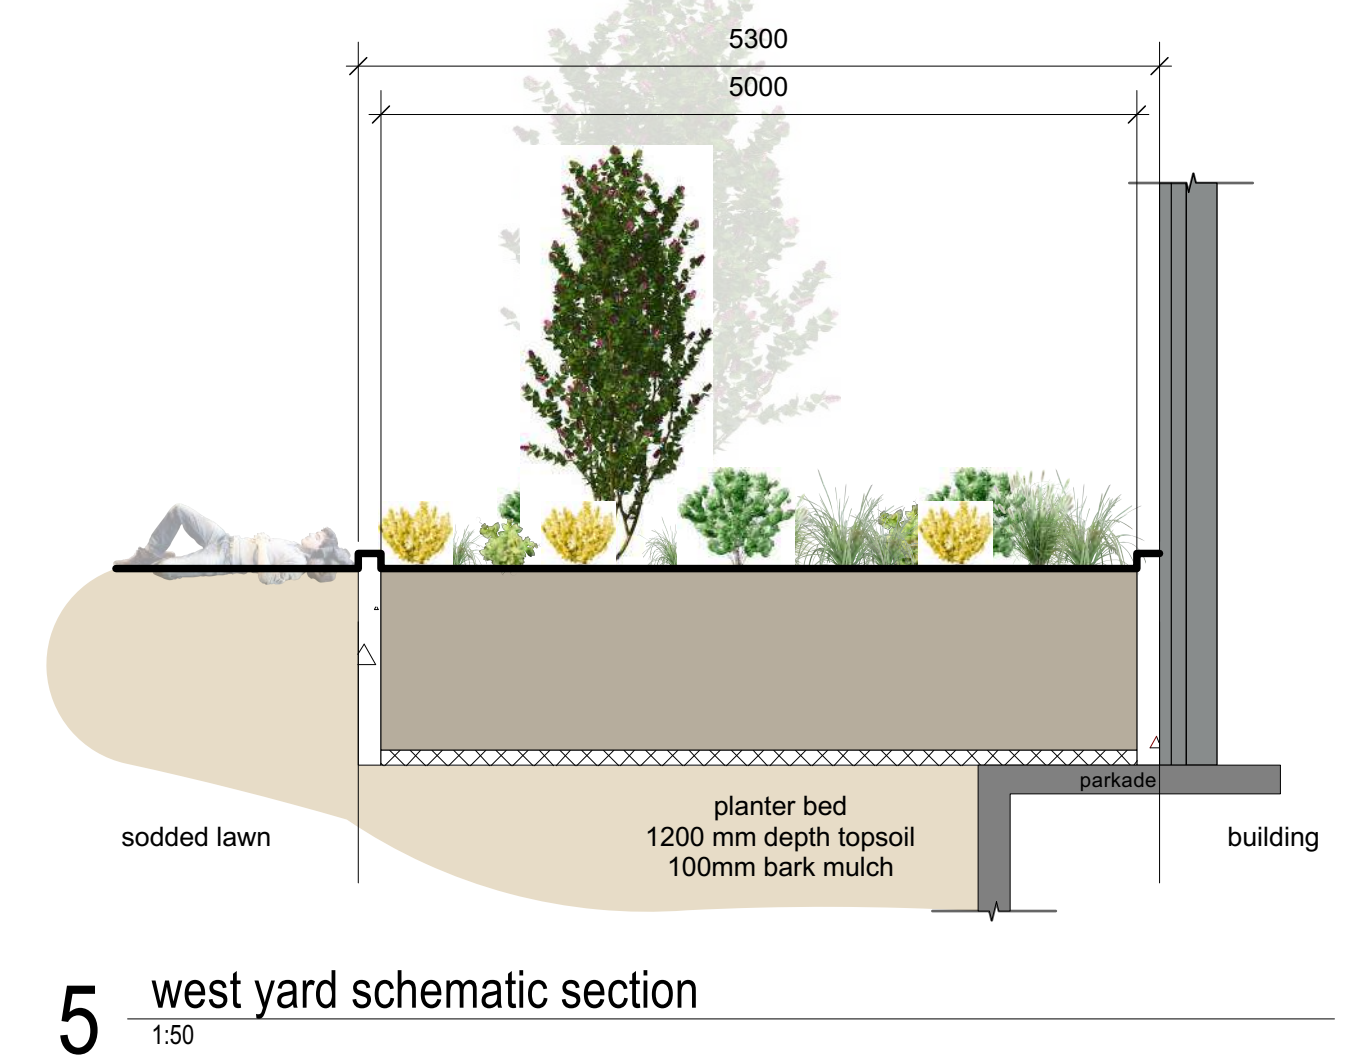 5300
5000
parkade
planter bed
1200 mm depth topsoil
100mm bark mulch
sodded lawn
building
5
west yard schematic section
1:50